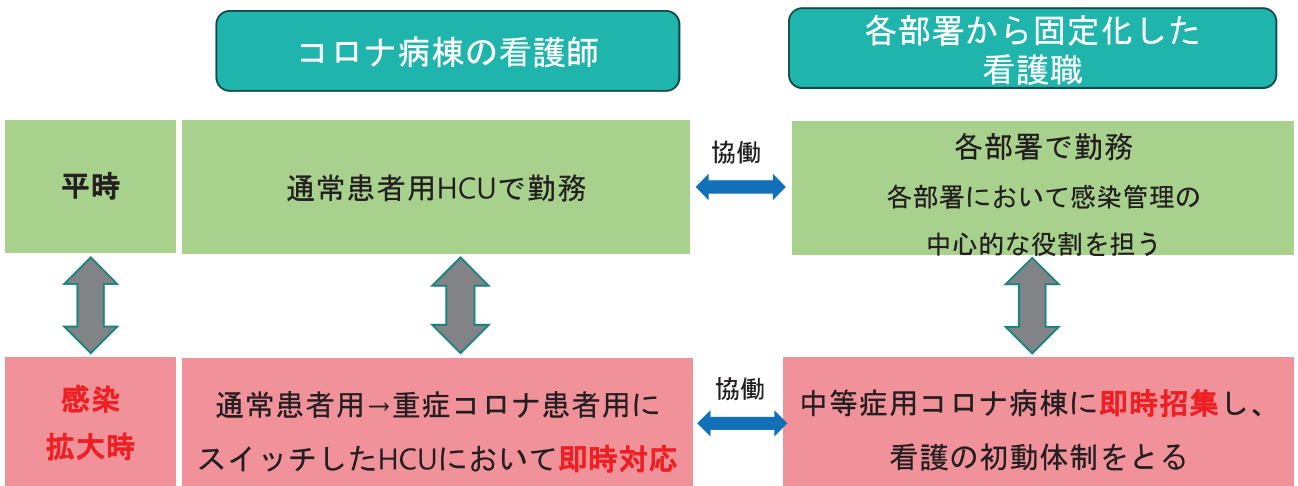 コロナ病棟の看護師
各部署から固定化した
看護職
平時
通常患者用HCUで勤務
協働
各部署で勤務
各部署において感染管理の
中心的な役割を担う
感染
拡大時
通常患者用→重症コロナ患者用に
スイッチしたHCUにおいて即時対応
協働
中等症用コロナ病棟に即時招集し、
看護の初動体制をとる